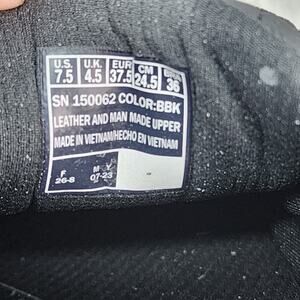 U.S. U.K. EUR CM BRA
7.5 4.5 37.5 24.5 36
SN 150062 COLOR:BBK
LEATHER AND MAN MADE UPPER
MADE IN VIETNAM/HECHO EN VIETNAM
F M Y
26-8 07-23